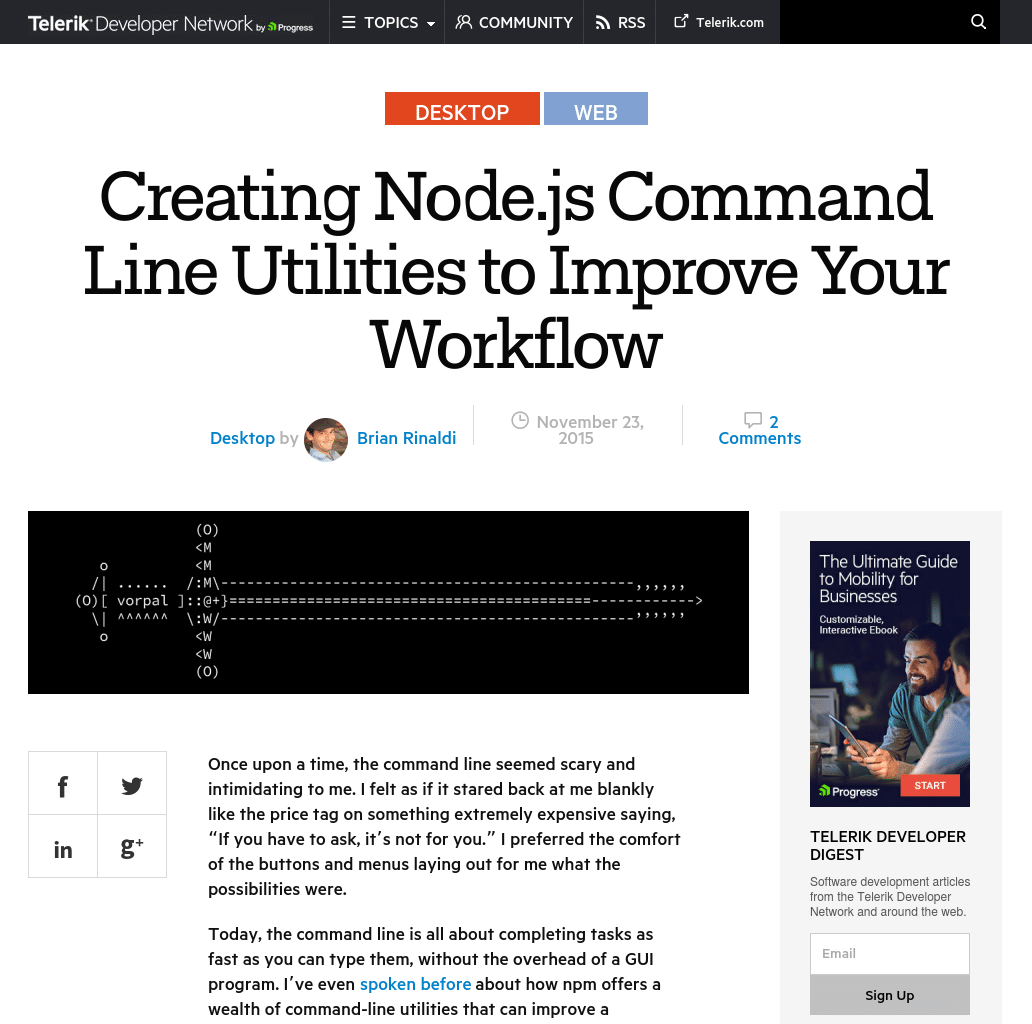 Telerik Developer Network by Progress
TOPICS
COMMUNITY
RSS
Telerik.com
DESKTOP
WEB
Creating Node.js Command
Line Utilities to Improve Your
Workflow
Desktop by Brian Rinaldi
November 23,
2015
2
Comments
(O)
<M
o <M
/| ...... /:M\-----------------------------------------------,,,,,,
(O)[ vorpal ]::@+}=========================================------------>
\| ^^^^^^ \:W/-----------------------------------------------''''''
o <W
<W
(O)
The Ultimate Guide
to Mobility for
Businesses
Customizable,
Interactive Ebook
Progress
START
f
in
g+
Once upon a time, the command line seemed scary and
intimidating to me. I felt as if it stared back at me blankly
like the price tag on something extremely expensive saying,
“If you have to ask, it’s not for you.” I preferred the comfort
of the buttons and menus laying out for me what the
possibilities were.
Today, the command line is all about completing tasks as
fast as you can type them, without the overhead of a GUI
program. I’ve even spoken before about how npm offers a
wealth of command-line utilities that can improve a
TELERIK DEVELOPER
DIGEST
Software development articles
from the Telerik Developer
Network and around the web.
Email
Sign Up